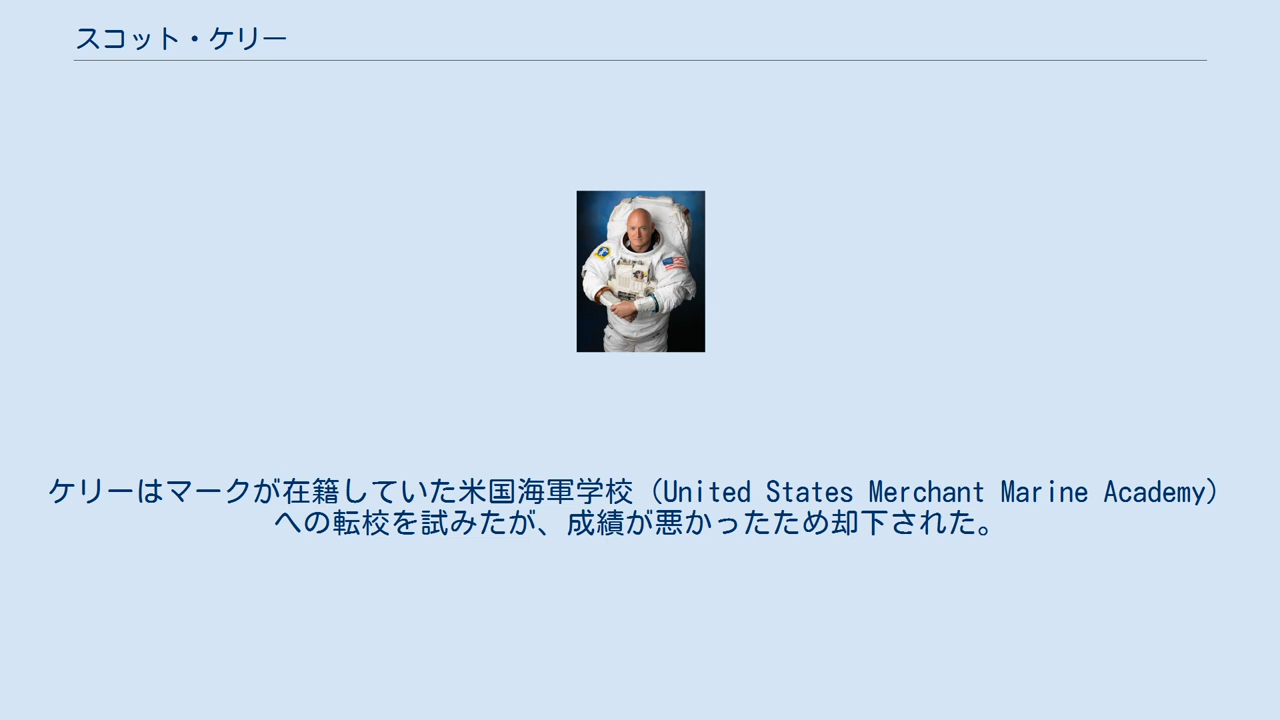 スコット・ケリー
ケリーはマークが在籍していた米国海軍学校（United States Merchant Marine Academy）
への転校を試みたが、成績が悪かったため却下された。